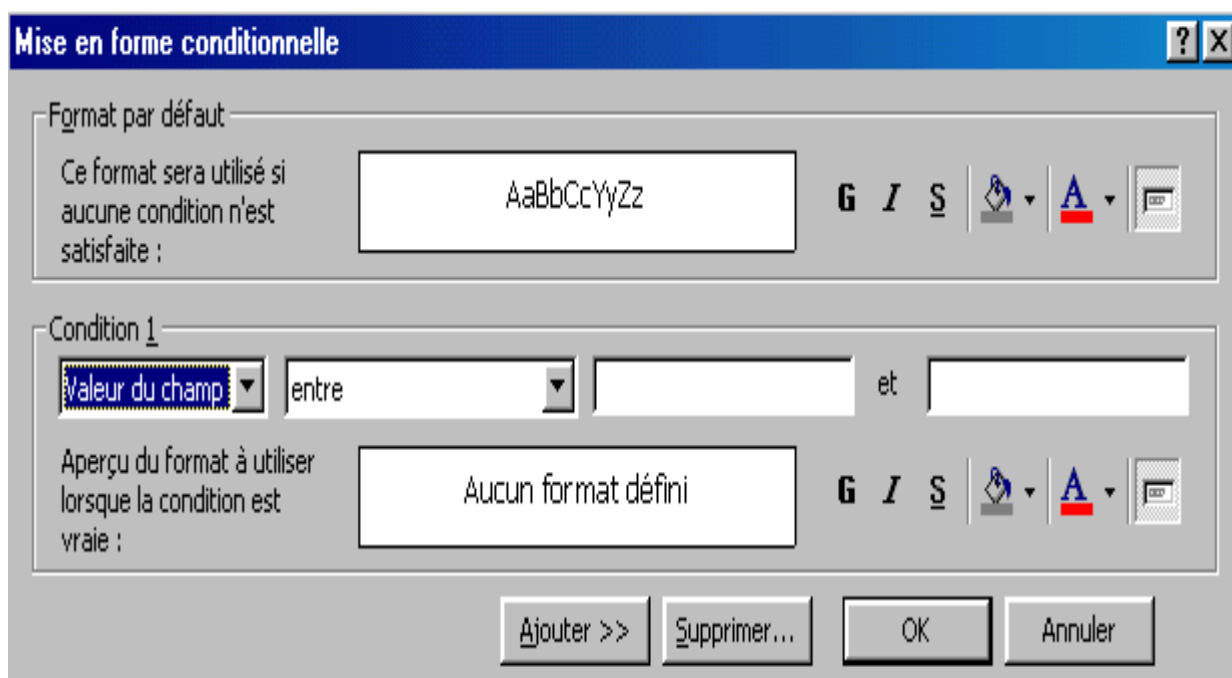 Mise en forme conditionnelle
Format par défaut
Ce format sera utilisé si
aucune condition n'est
satisfaite :
AaBbCcYyZz
G I S A
Condition 1
Valeur du champ entre et
Aperçu du format à utiliser
lorsque la condition est
vraie :
Aucun format défini
G I S A
Ajouter >> Supprimer... OK Annuler